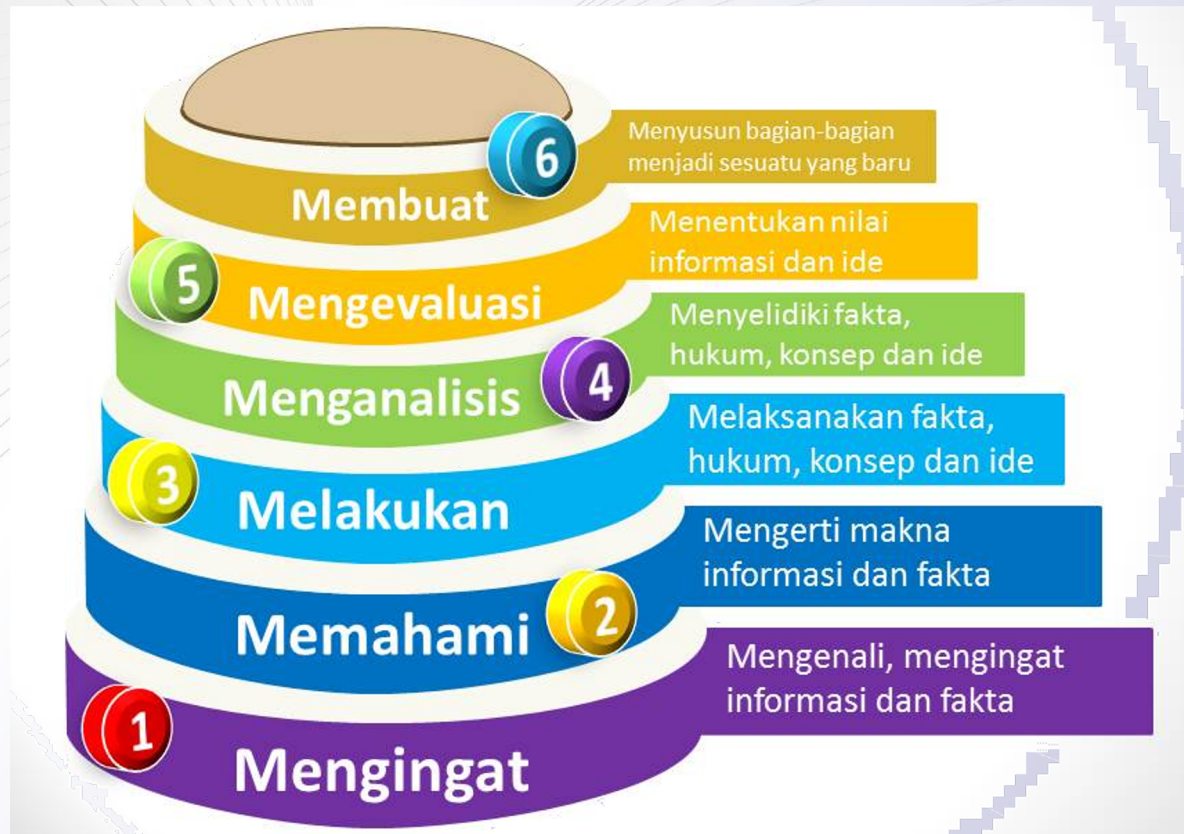 6
Membuat
Menyusun bagian-bagian
menjadi sesuatu yang baru
5
Mengevaluasi
Menentukan nilai
informasi dan ide
Menganalisis
4
Menyelidiki fakta,
hukum, konsep dan ide
3
Melakukan
Melaksanakan fakta,
hukum, konsep dan ide
Memahami
2
Mengerti makna
informasi dan fakta
1
Mengingat
Mengenali, mengingat
informasi dan fakta